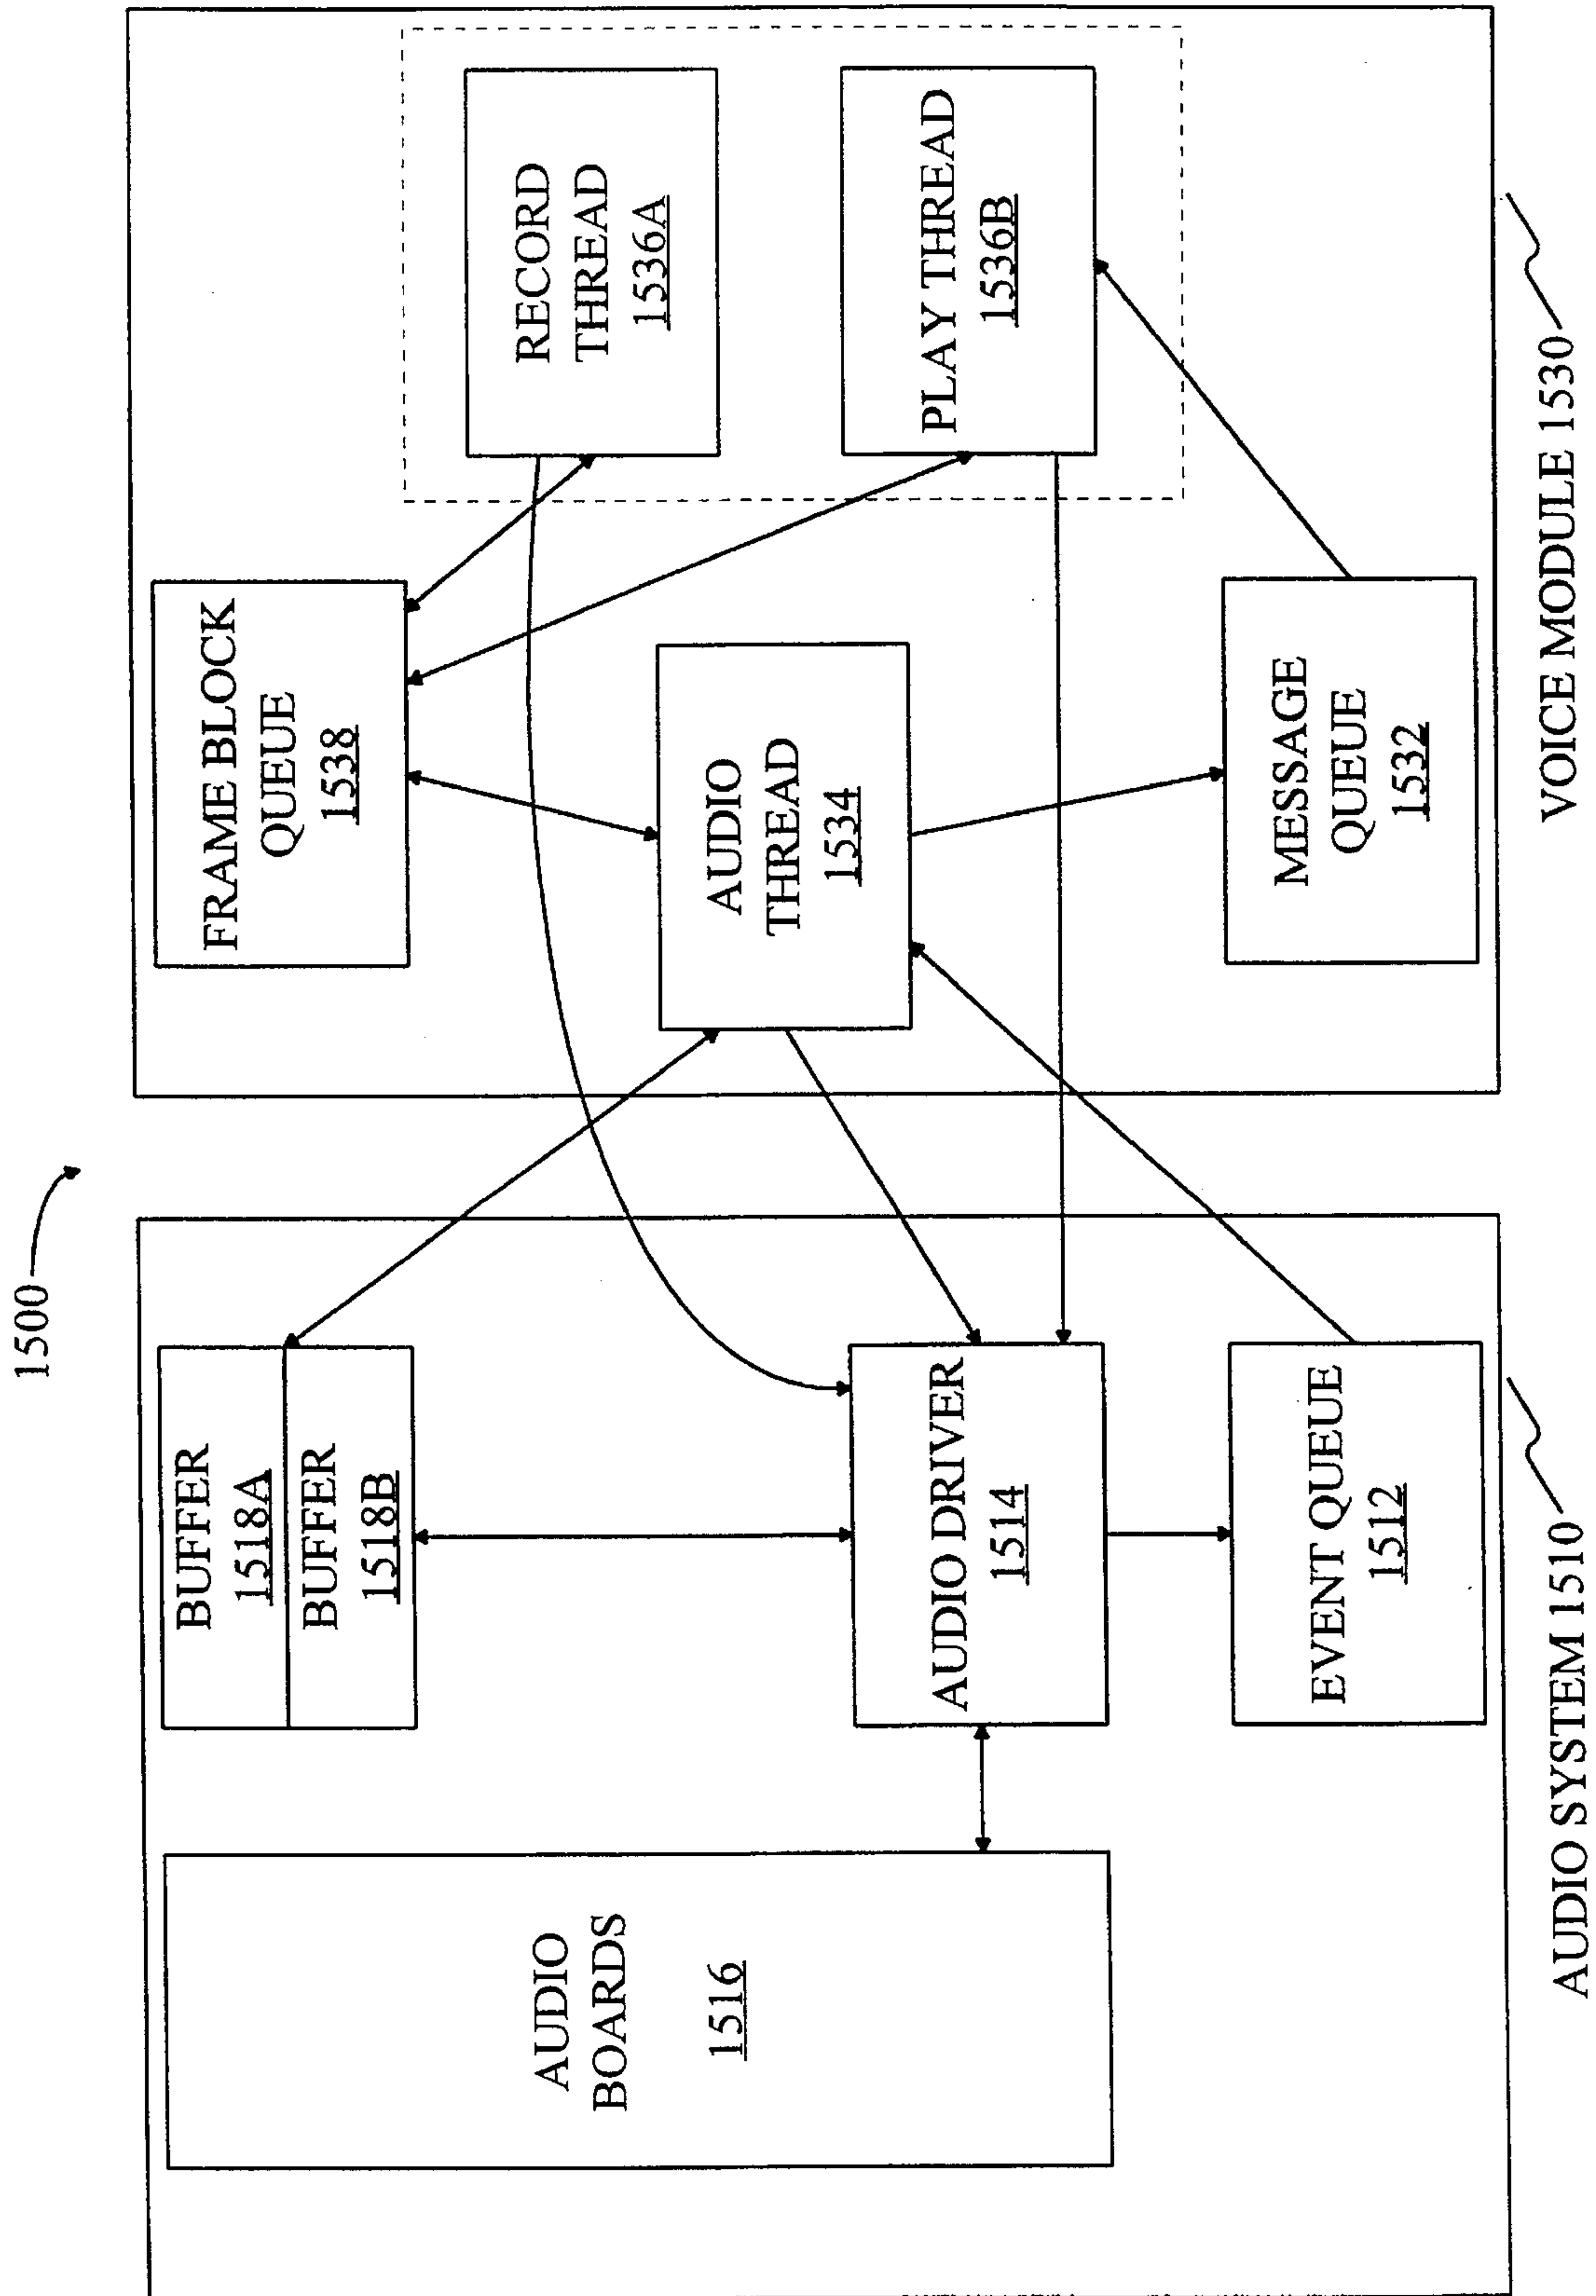 1500
AUDIO
BOARDS
1516
BUFFER
1518A
BUFFER
1518B
AUDIO DRIVER
1514
EVENT QUEUE
1512
AUDIO SYSTEM 1510
FRAME BLOCK
QUEUE
1538
AUDIO
THREAD
1534
MESSAGE
QUEUE
1532
RECORD
THREAD
1536A
PLAY THREAD
1536B
VOICE MODULE 1530